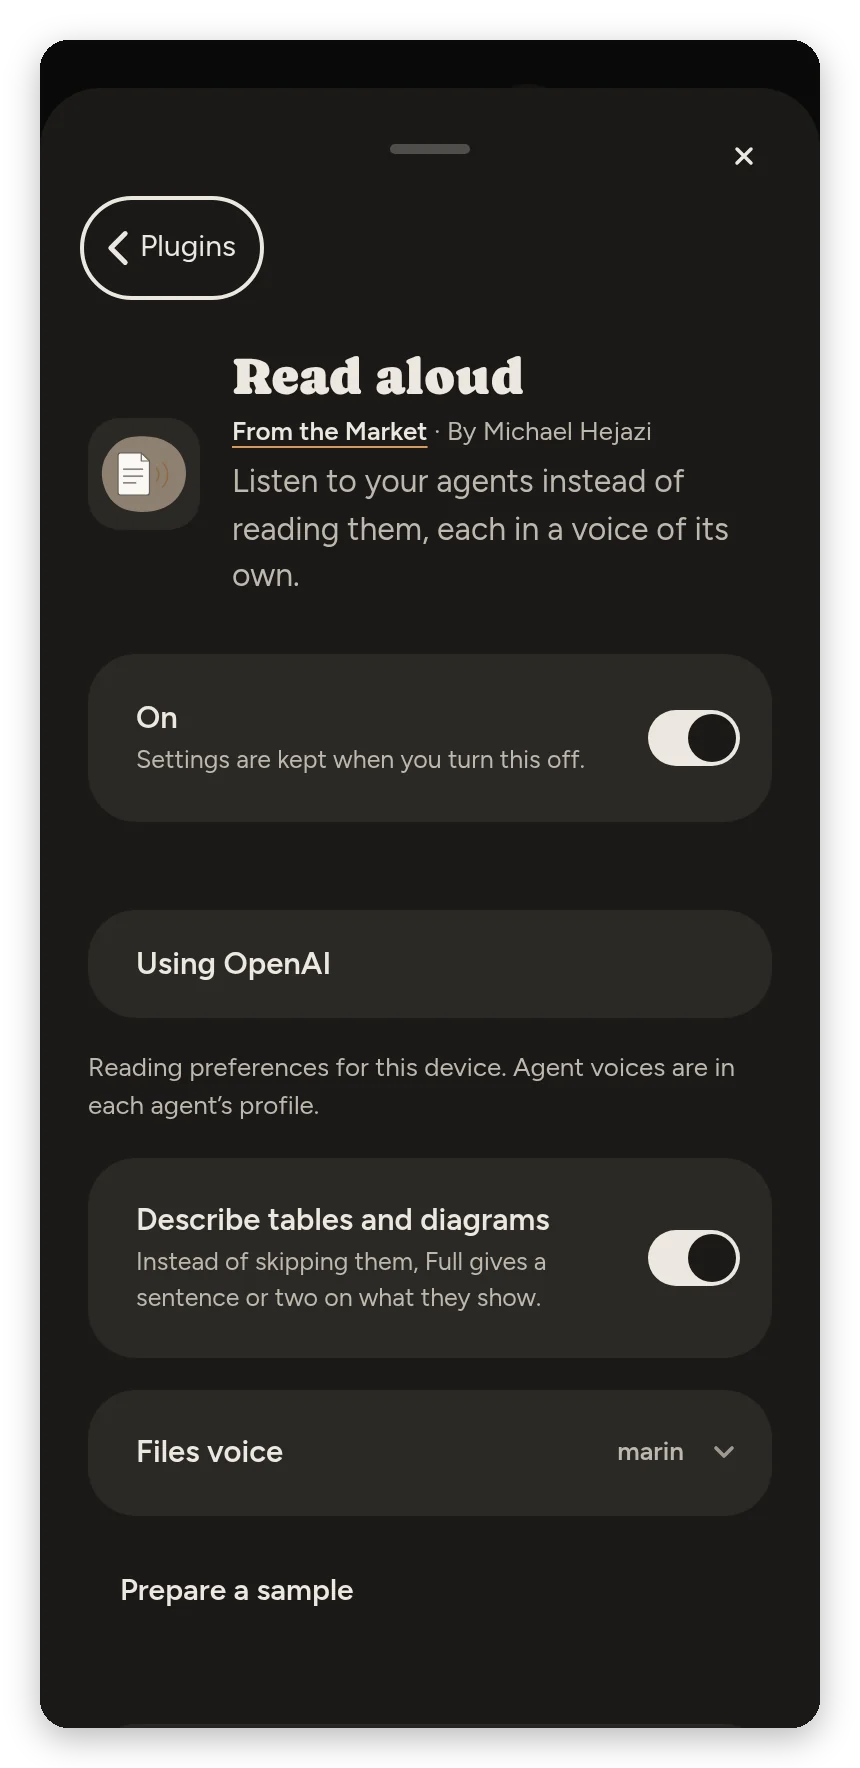 Plugins
Read aloud
From the Market · By Michael Hejazi
Listen to your agents instead of
reading them, each in a voice of its
own.
On
Settings are kept when you turn this off.
Using OpenAI
Reading preferences for this device. Agent voices are in
each agent’s profile.
Describe tables and diagrams
Instead of skipping them, Full gives a
sentence or two on what they show.
Files voice
marin
Prepare a sample